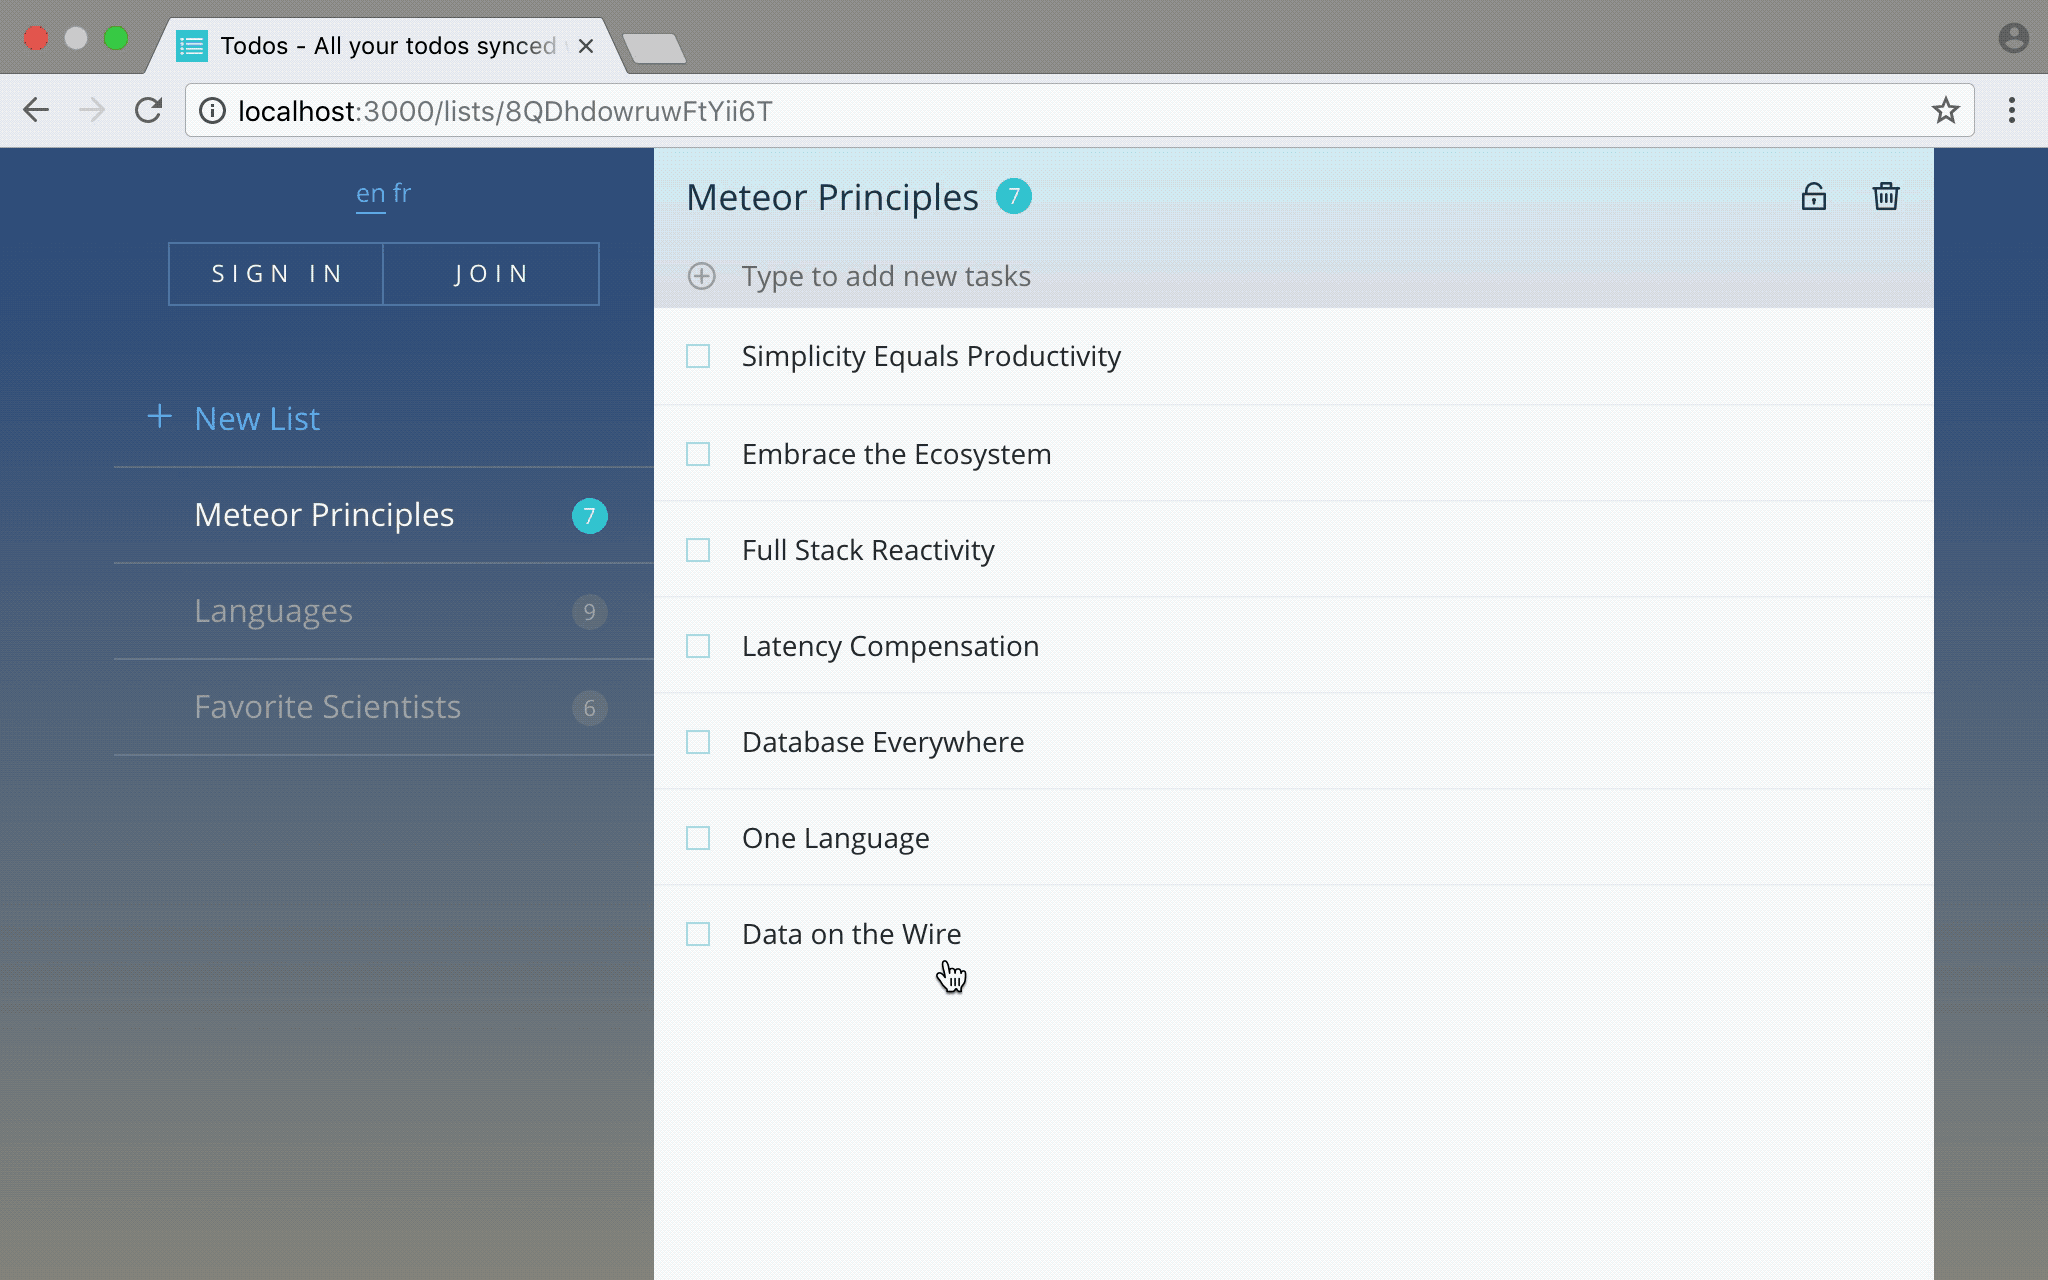 Todos - All your todos synced
localhost:3000/lists/8QDhdowruwFtYii6T
en fr
SIGN IN JOIN
New List
Meteor Principles 7
Languages 9
Favorite Scientists 6
Meteor Principles 7
Type to add new tasks
Simplicity Equals Productivity
Embrace the Ecosystem
Full Stack Reactivity
Latency Compensation
Database Everywhere
One Language
Data on the Wire